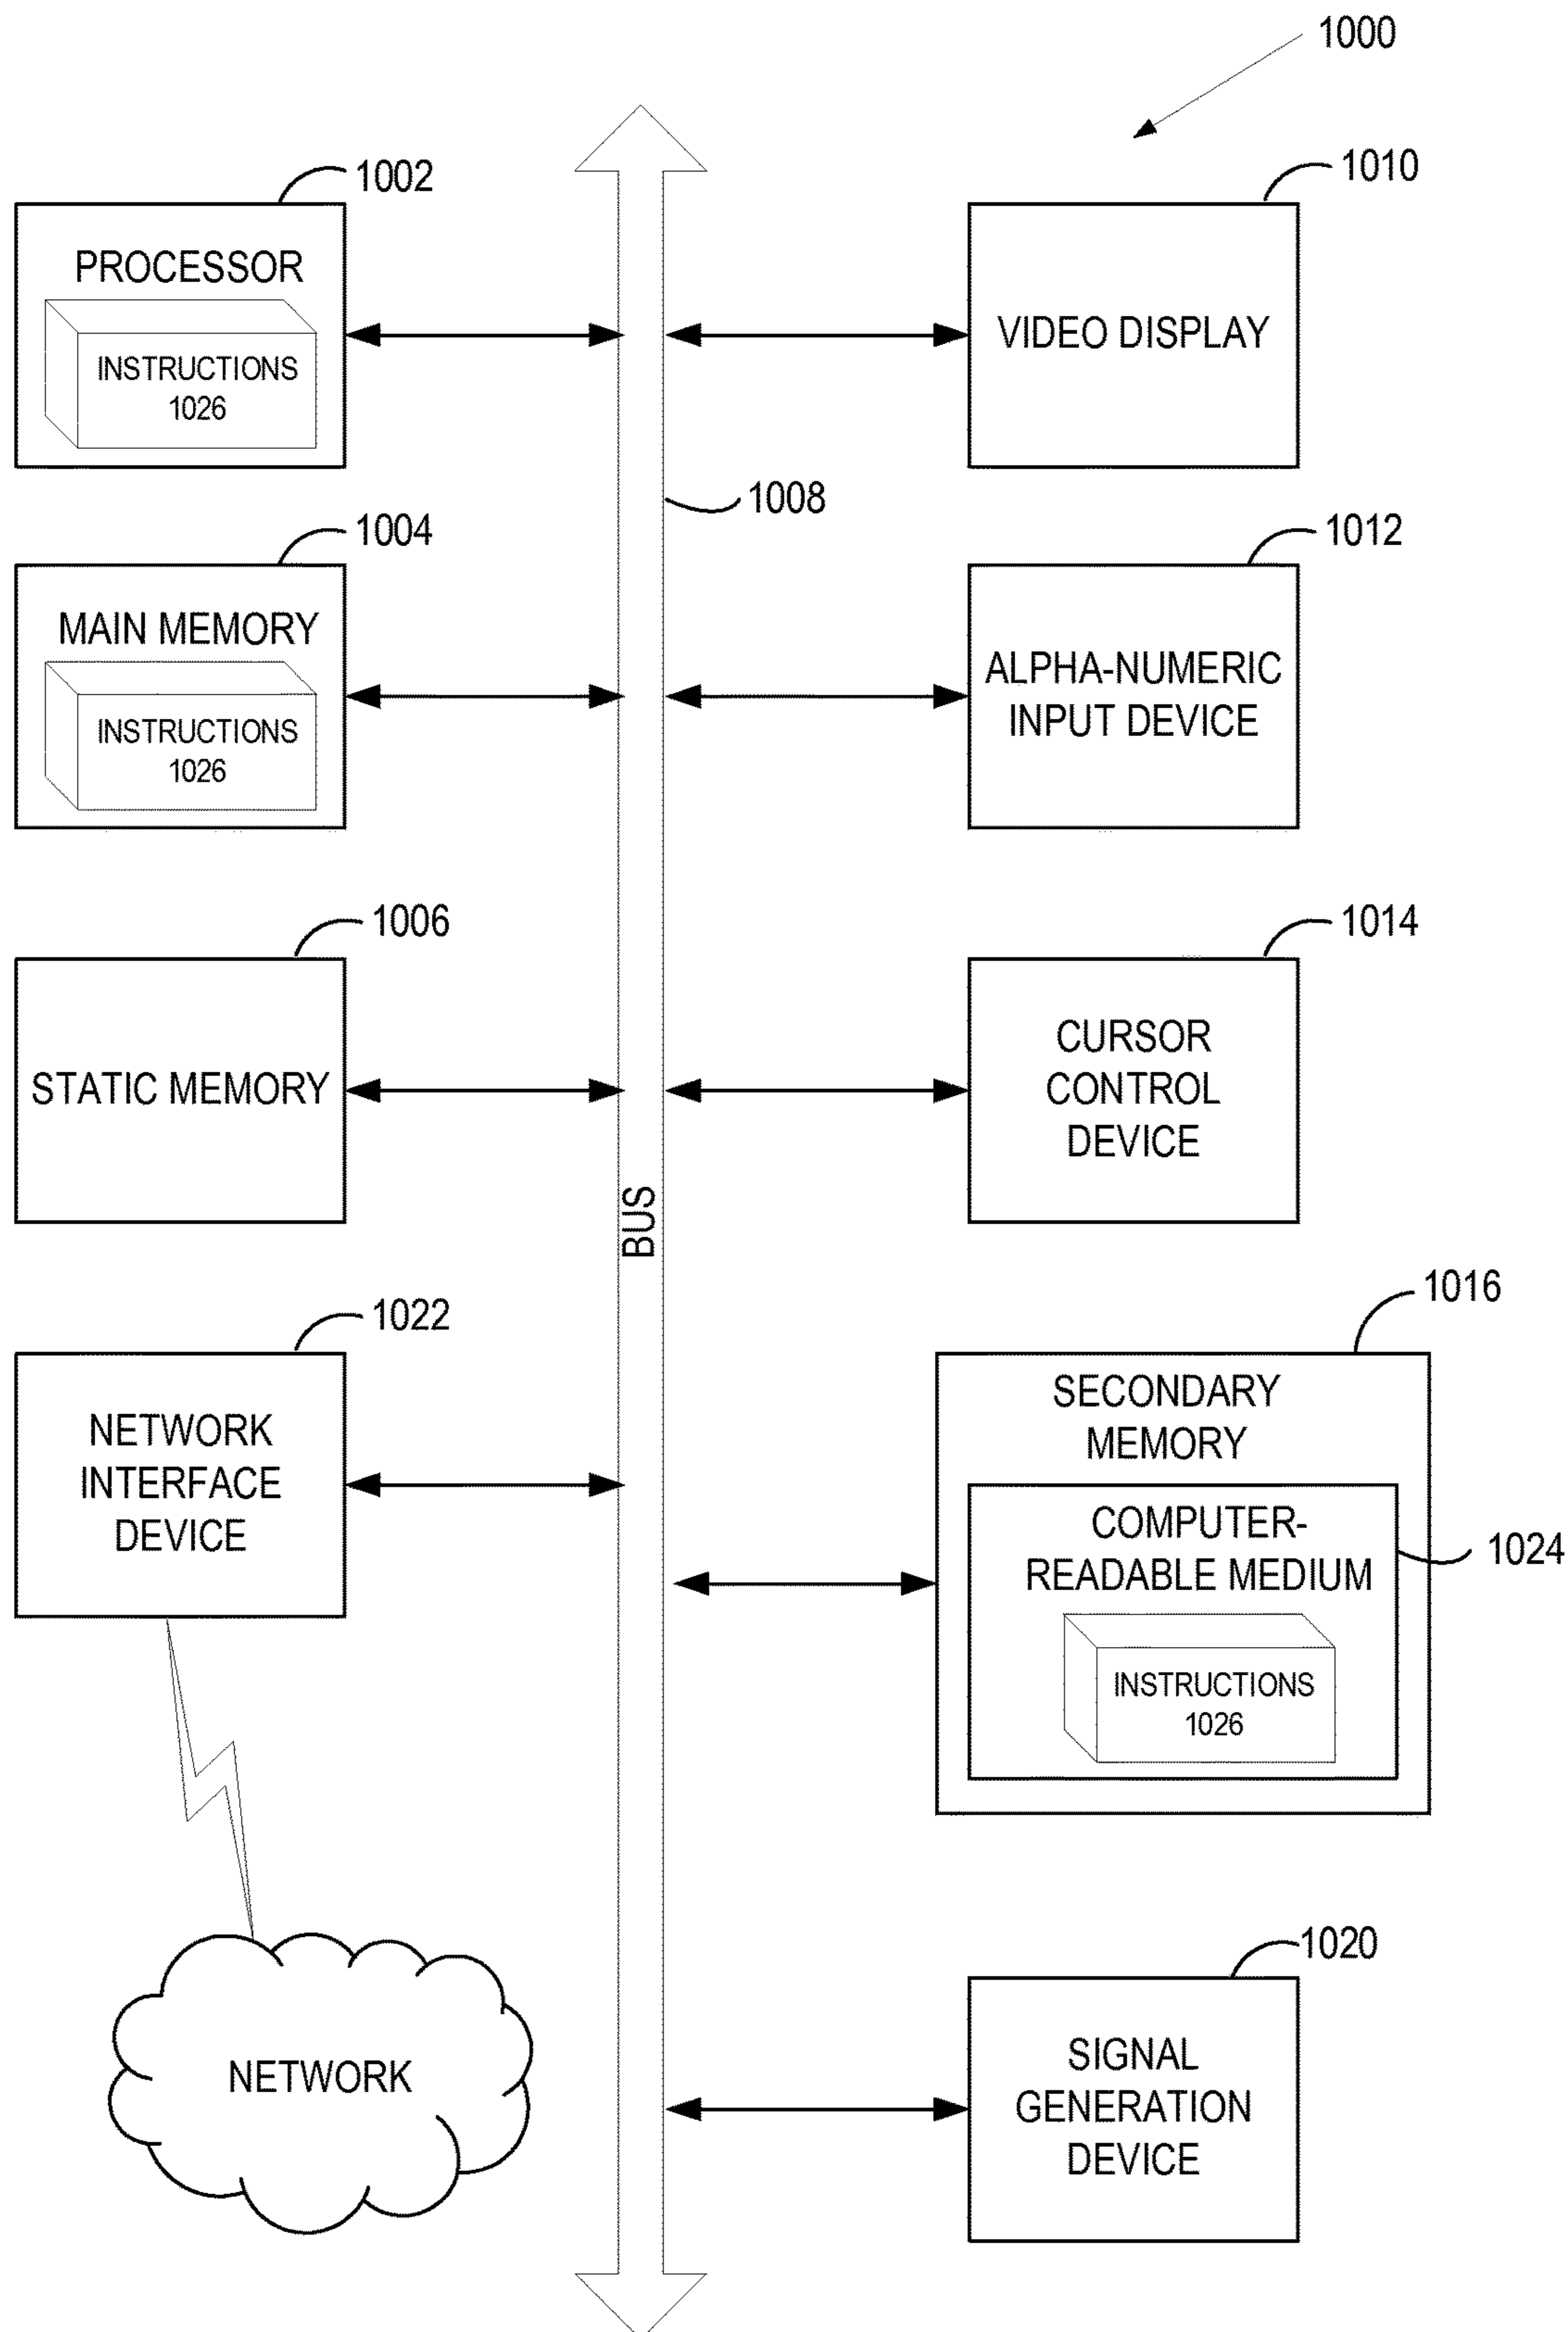 1000
1002
PROCESSOR
INSTRUCTIONS
1026
1010
VIDEO DISPLAY
1008
1004
MAIN MEMORY
INSTRUCTIONS
1026
1012
ALPHA-NUMERIC
INPUT DEVICE
1006
STATIC MEMORY
1014
CURSOR
CONTROL
DEVICE
BUS
1022
NETWORK
INTERFACE
DEVICE
1016
SECONDARY
MEMORY
COMPUTER-
READABLE MEDIUM
1024
INSTRUCTIONS
1026
NETWORK
1020
SIGNAL
GENERATION
DEVICE